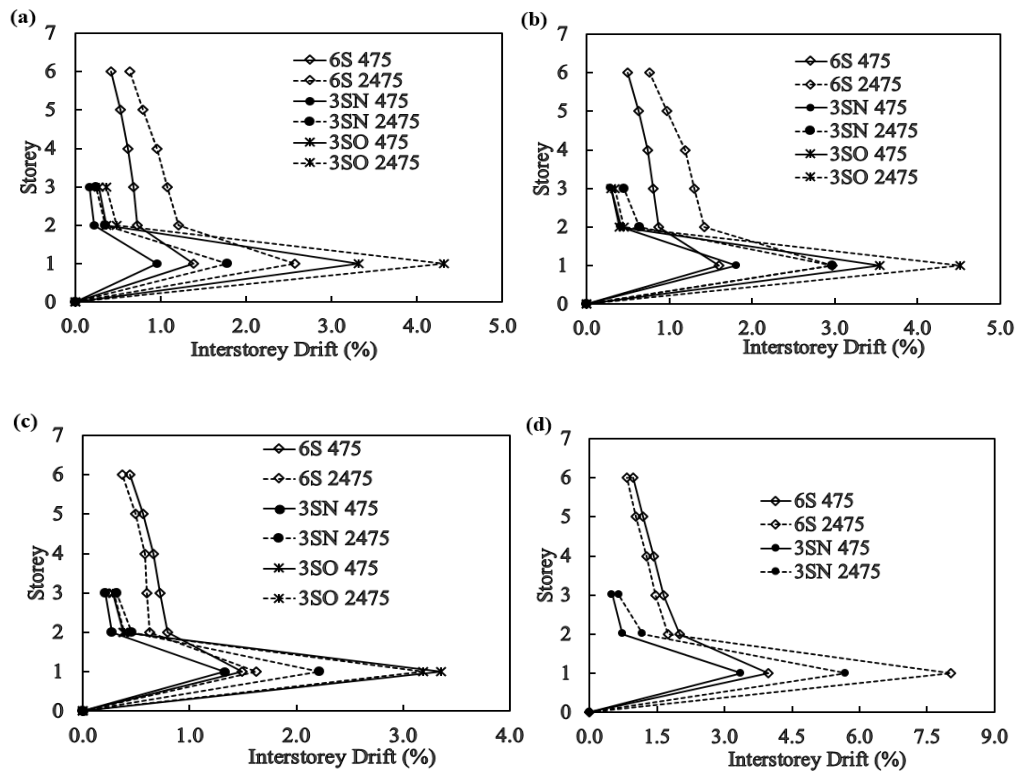 (a)
7
6
5
4
3
2
1
0
Storey
6S 475
6S 2475
3SN 475
3SN 2475
3SO 475
3SO 2475
0.0 1.0 2.0 3.0 4.0 5.0
Interstorey Drift (%)
(b)
7
6
5
4
3
2
1
0
Storey
6S 475
6S 2475
3SN 475
3SN 2475
3SO 475
3SO 2475
0.0 1.0 2.0 3.0 4.0 5.0
Interstorey Drift (%)
(c)
7
6
5
4
3
2
1
0
Storey
6S 475
6S 2475
3SN 475
3SN 2475
3SO 475
3SO 2475
0.0 1.0 2.0 3.0 4.0
Interstorey Drift (%)
(d)
7
6
5
4
3
2
1
0
Storey
6S 475
6S 2475
3SN 475
3SN 2475
0.0 1.5 3.0 4.5 6.0 7.5 9.0
Interstorey Drift (%)